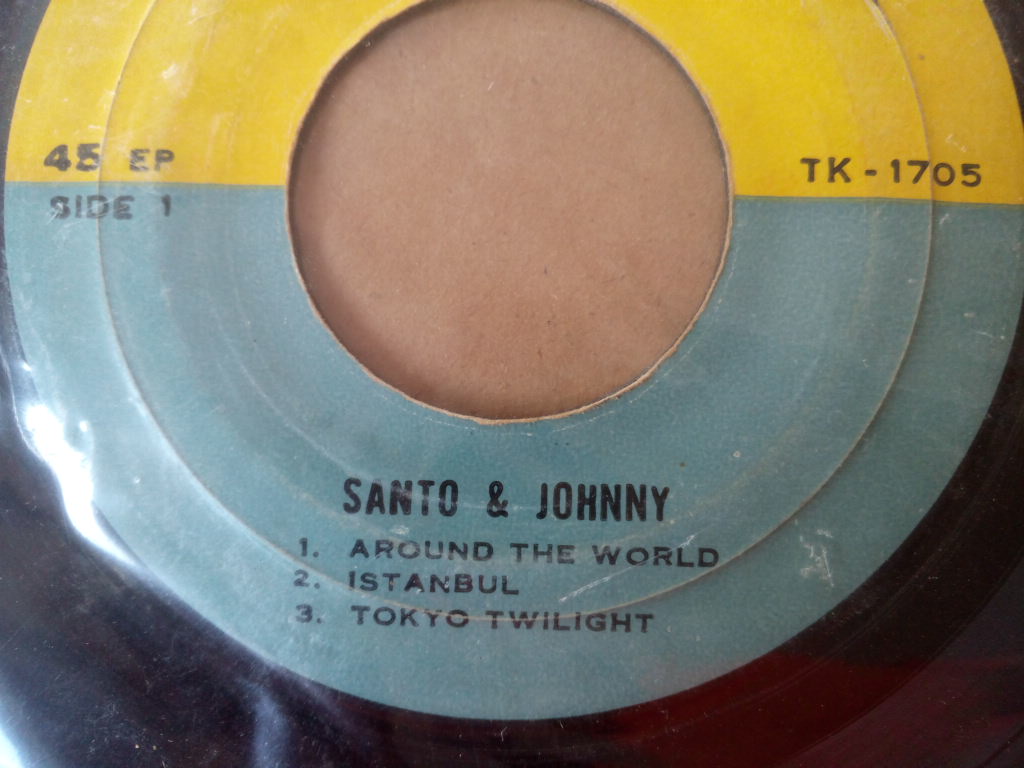 45 EP
TK-1705
SIDE 1
SANTO & JOHNNY
1. AROUND THE WORLD
2. ISTANBUL
3. TOKYO TWILIGHT